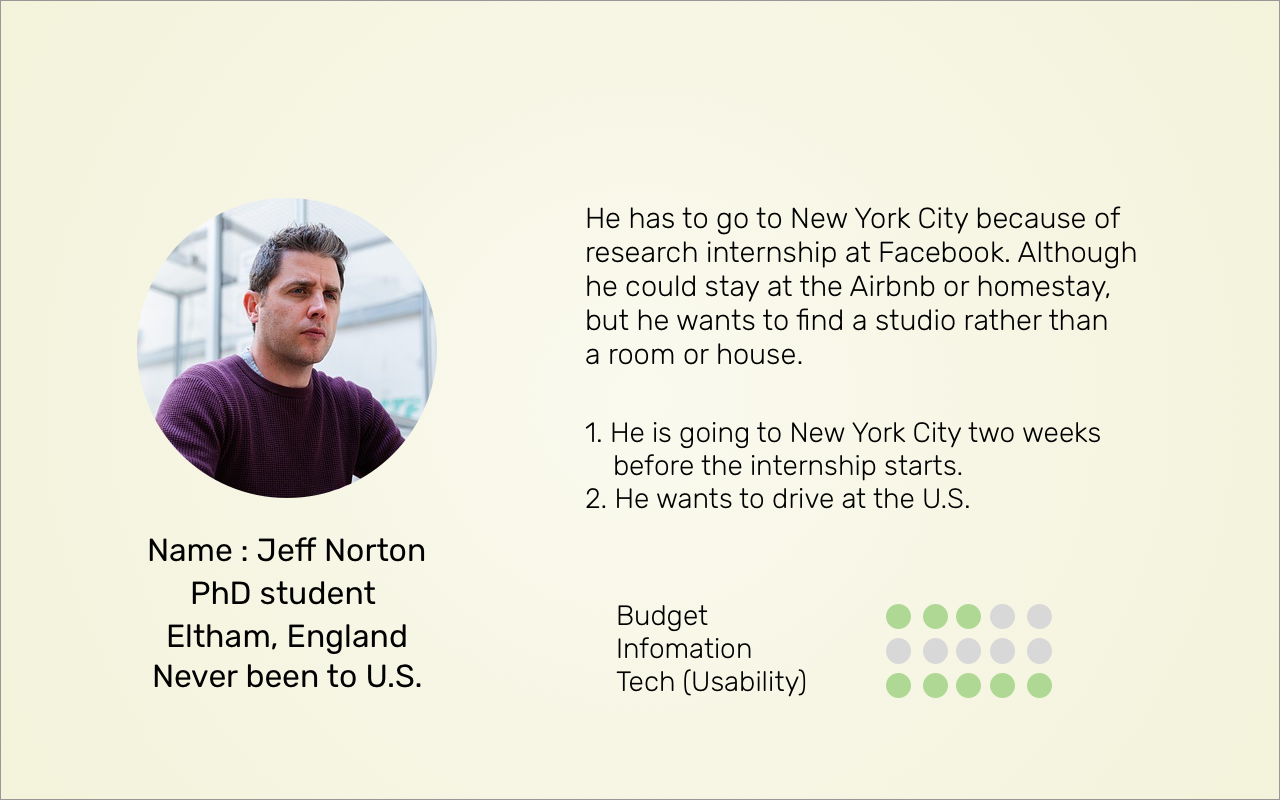 He has to go to New York City because of
research internship at Facebook. Although
he could stay at the Airbnb or homestay,
but he wants to find a studio rather than
a room or house.
1. He is going to New York City two weeks
before the internship starts.
2. He wants to drive at the U.S.
Name : Jeff Norton
PhD student
Eltham, England
Never been to U.S.
Budget
Infomation
Tech (Usability)